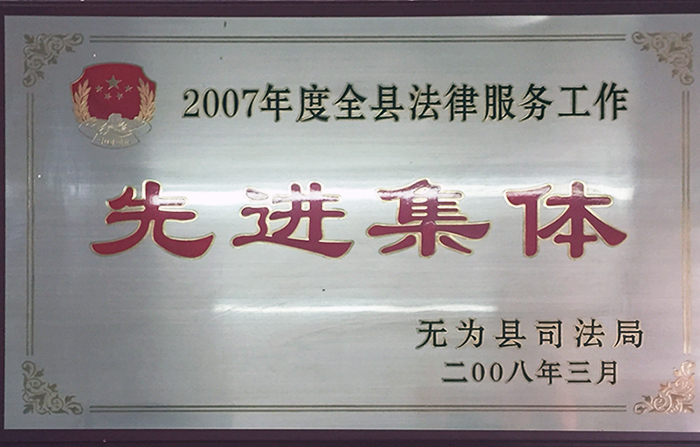 2007年度全县法律服务工作
先进集体
无为县司法局
二00八年三月